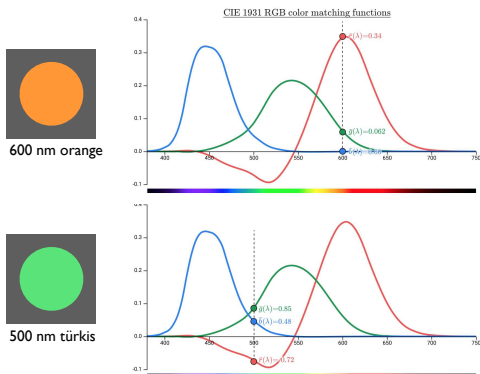 CIE 1931 RGB color matching functions
0.4
r̄(λ)=0.34
0.3
0.2
0.1
ḡ(λ)=0.062
0.0
400 450 500 550 600 650 700 750
-0.1
600 nm orange
0.4
0.3
0.2
0.1
ḡ(λ)=0.85
b̄(λ)=0.48
0.0
400 450 500 550 600 650 700 750
r̄(λ)=-0.72
-0.1
500 nm türkis